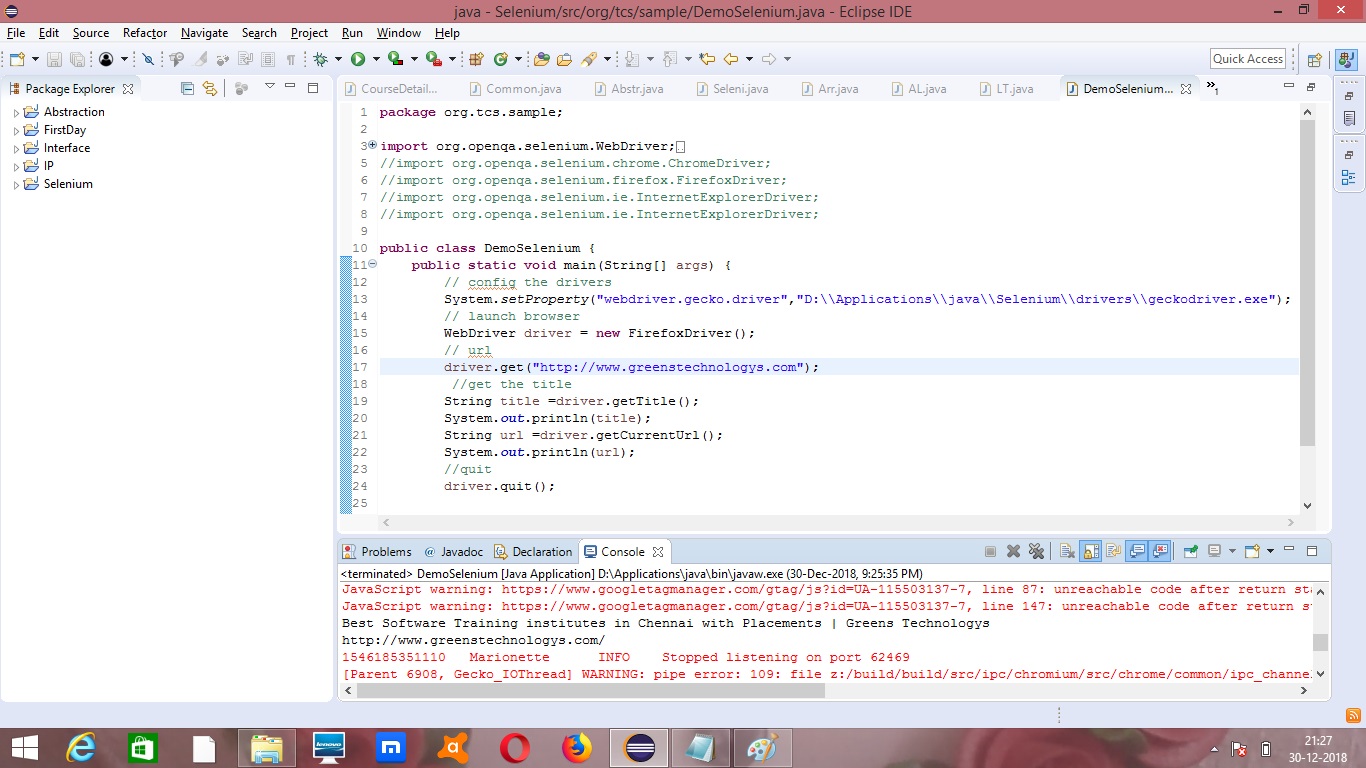 java - Selenium/src/org/tcs/sample/DemoSelenium.java - Eclipse IDE
File Edit Source Refactor Navigate Search Project Run Window Help
Quick Access
Package Explorer
Abstraction
FirstDay
Interface
IP
Selenium
CourseDetail... Common.java Abstr.java Seleni.java Arr.java AL.java LT.java DemoSelenium... »1
1 package org.tcs.sample;
2
3 import org.openqa.selenium.WebDriver;
5 //import org.openqa.selenium.chrome.ChromeDriver;
6 //import org.openqa.selenium.firefox.FirefoxDriver;
7 //import org.openqa.selenium.ie.InternetExplorerDriver;
8 //import org.openqa.selenium.ie.InternetExplorerDriver;
9
10 public class DemoSelenium {
11 public static void main(String[] args) {
12 // config the drivers
13 System.setProperty("webdriver.gecko.driver","D:\\Applications\\java\\Selenium\\drivers\\geckodriver.exe");
14 // launch browser
15 WebDriver driver = new FirefoxDriver();
16 // url
17 driver.get("http://www.greenstechnologys.com");
18 //get the title
19 String title =driver.getTitle();
20 System.out.println(title);
21 String url =driver.getCurrentUrl();
22 System.out.println(url);
23 //quit
24 driver.quit();
25
Problems @ Javadoc Declaration Console
<terminated> DemoSelenium [Java Application] D:\Applications\java\bin\javaw.exe (30-Dec-2018, 9:25:35 PM)
JavaScript warning: https://www.googletagmanager.com/gtag/js?id=UA-115503137-7, line 87: unreachable code after return sta
JavaScript warning: https://www.googletagmanager.com/gtag/js?id=UA-115503137-7, line 147: unreachable code after return s
Best Software Training institutes in Chennai with Placements | Greens Technologys
http://www.greenstechnologys.com/
1546185351110 Marionette INFO Stopped listening on port 62469
[Parent 6908, Gecko_IOThread] WARNING: pipe error: 109: file z:/build/build/src/ipc/chromium/src/chrome/common/ipc_channe
lenovo
21:27
30-12-2018